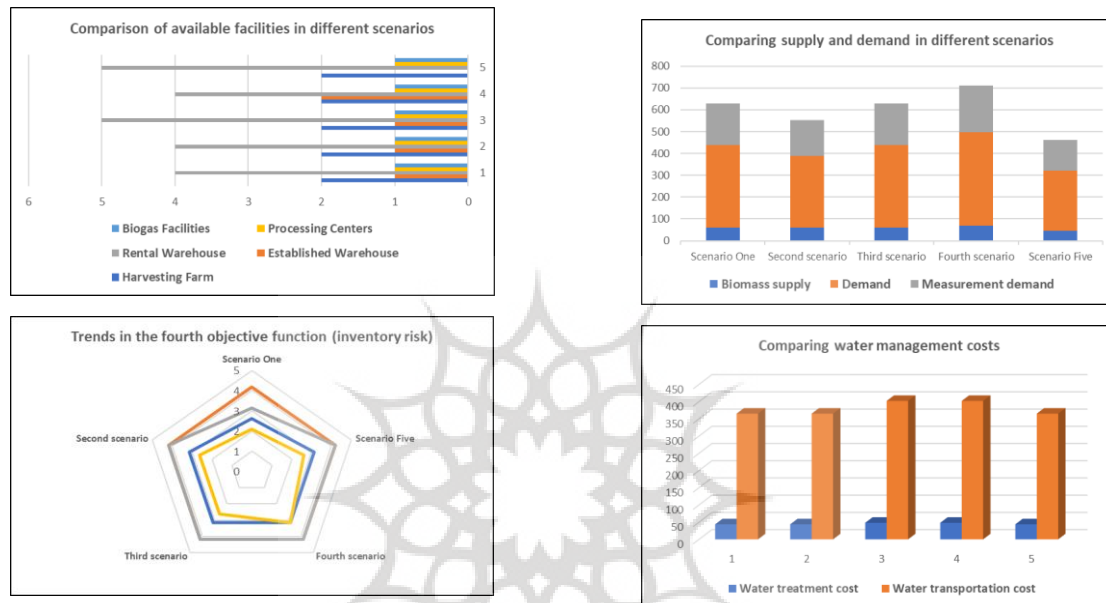 Comparison of available facilities in different scenarios
5
4
3
2
1
6 5 4 3 2 1 0
Biogas Facilities Processing Centers
Rental Warehouse Established Warehouse
Harvesting Farm
Comparing supply and demand in different scenarios
800
700
600
500
400
300
200
100
0
Scenario One Second scenario Third scenario Fourth scenario Scenario Five
Biomass supply Demand Measurement demand
Trends in the fourth objective function (inventory risk)
Scenario One
5
4
3
2
1
0
Second scenario Scenario Five
Third scenario Fourth scenario
Comparing water management costs
450
400
350
300
250
200
150
100
50
0
1 2 3 4 5
Water treatment cost Water transportation cost